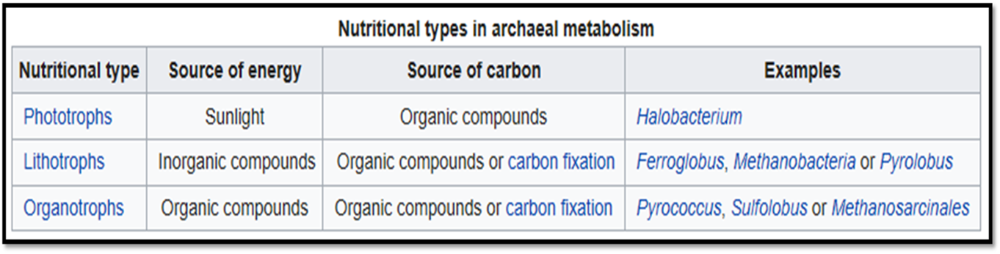 Nutritional types in archaeal metabolism
Nutritional type Source of energy Source of carbon Examples
Phototrophs Sunlight Organic compounds Halobacterium
Lithotrophs Inorganic compounds Organic compounds or carbon fixation Ferroglobus, Methanobacteria or Pyrolobus
Organotrophs Organic compounds Organic compounds or carbon fixation Pyrococcus, Sulfolobus or Methanosarcinales